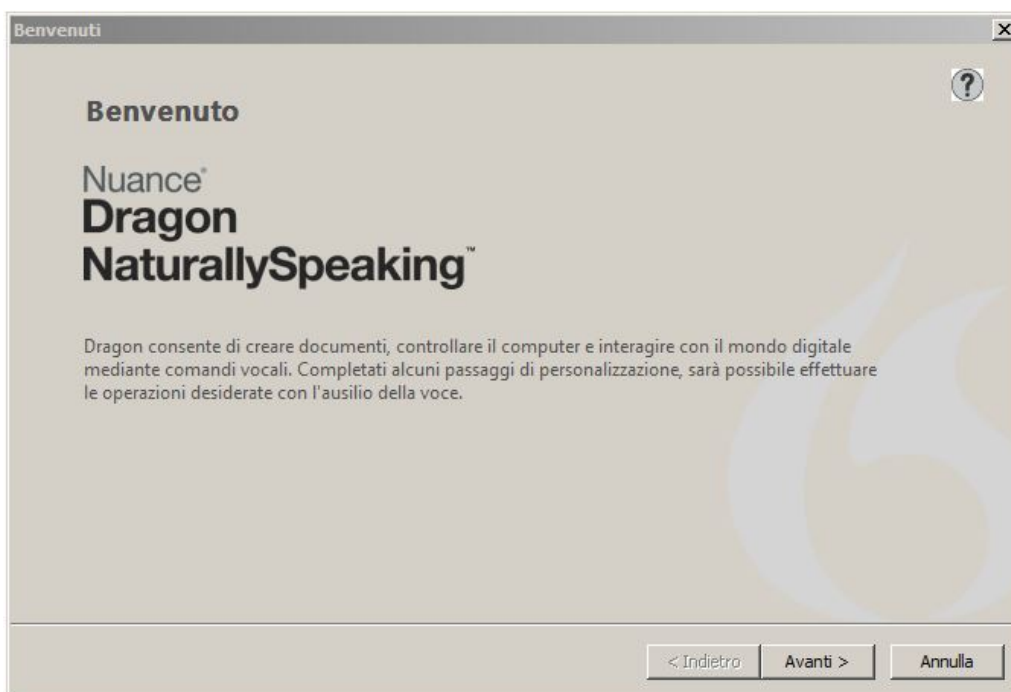 Benvenuti
?
Benvenuto
Nuance®
Dragon
NaturallySpeaking™
Dragon consente di creare documenti, controllare il computer e interagire con il mondo digitale
mediante comandi vocali. Completati alcuni passaggi di personalizzazione, sarà possibile effettuare
le operazioni desiderate con l'ausilio della voce.
< Indietro
Avanti >
Annulla